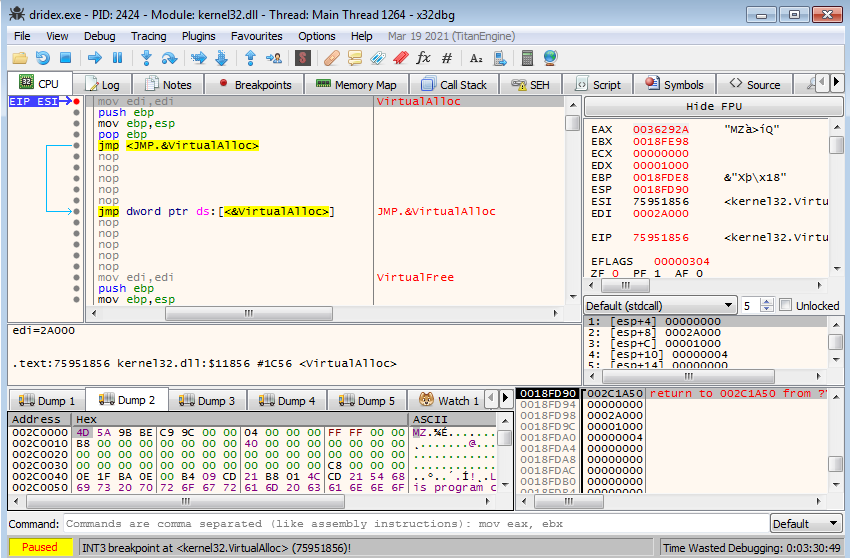 dridex.exe - PID: 2424 - Module: kernel32.dll - Thread: Main Thread 1264 - x32dbg
File View Debug Tracing Plugins Favourites Options Help Mar 19 2021 (TitanEngine)
CPU Log Notes Breakpoints Memory Map Call Stack SEH Script Symbols Source
EIP ESI mov edi,edi VirtualAlloc
push ebp
mov ebp,esp
pop ebp
jmp <JMP.&VirtualAlloc>
nop
nop
nop
nop
nop
jmp dword ptr ds:[<&VirtualAlloc>] JMP.&VirtualAlloc
nop
nop
nop
nop
nop
mov edi,edi VirtualFree
push ebp
mov ebp,esp
Hide FPU
EAX 0036292A "MZà>íQ"
EBX 0018FE98
ECX 00000000
EDX 00001000
EBP 0018FDE8 &"Xþ\x18"
ESP 0018FD90
ESI 75951856 <kernel32.Virtu
EDI 0002A000
EIP 75951856 <kernel32.Virtu
EFLAGS 00000304
ZF 0 PF 1 AF 0
Default (stdcall) 5 Unlocked
1: [esp+4] 00000000
2: [esp+8] 0002A000
3: [esp+C] 00001000
4: [esp+10] 00000004
5: [esp+14] 00000000
edi=2A000
.text:75951856 kernel32.dll:$11856 #1C56 <VirtualAlloc>
Dump 1 Dump 2 Dump 3 Dump 4 Dump 5 Watch 1
Address Hex ASCII
002C0000 4D 5A 9B BE C9 9C 00 00 04 00 00 00 FF FF 00 00 MZ.¾É...........
002C0010 B8 00 00 00 00 00 00 00 40 00 00 00 00 00 00 00
002C0020 00 00 00 00 00 00 00 00 00 00 00 00 00 00 00 00
002C0030 00 00 00 00 00 00 00 00 00 00 00 00 C8 00 00 00
002C0040 0E 1F BA 0E 00 B4 09 CD 21 B8 01 4C CD 21 54 68
002C0050 69 73 20 70 72 6F 67 72 61 6D 20 63 61 6E 6E 6F is program c
0018FD90 002C1A50 return to 002C1A50 from ?
0018FD94 00000000
0018FD98 0002A000
0018FD9C 00001000
0018FDA0 00000004
0018FDA4 00000000
0018FDA8 00000000
0018FDAC 00000000
0018FDB0 00000000
0018FDB4 00000000
Command: Commands are comma separated (like assembly instructions): mov eax, ebx Default
Paused INT3 breakpoint at <kernel32.VirtualAlloc> (75951856)! Time Wasted Debugging: 0:03:30:49